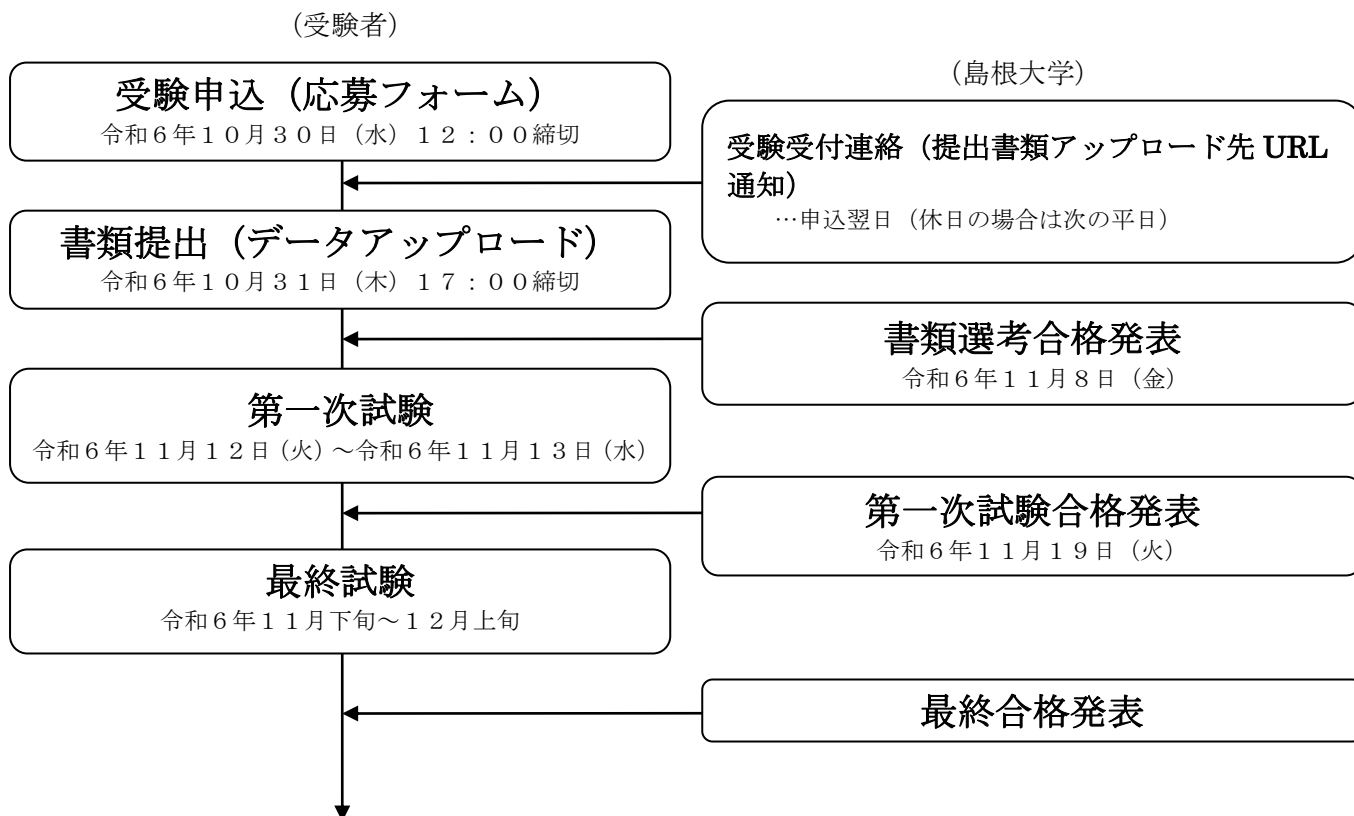 （受験者）
（島根大学）
受験申込（応募フォーム）
令和６年１０月３０日（水）１２：００締切
受験受付連絡（提出書類アップロード先 URL
通知）
…申込翌日（休日の場合は次の平日）
書類提出（データアップロード）
令和６年１０月３１日（木）１７：００締切
書類選考合格発表
令和６年１１月８日（金）
第一次試験
令和６年１１月１２日（火）～令和６年１１月１３日（水）
第一次試験合格発表
令和６年１１月１９日（火）
最終試験
令和６年１１月下旬～１２月上旬
最終合格発表